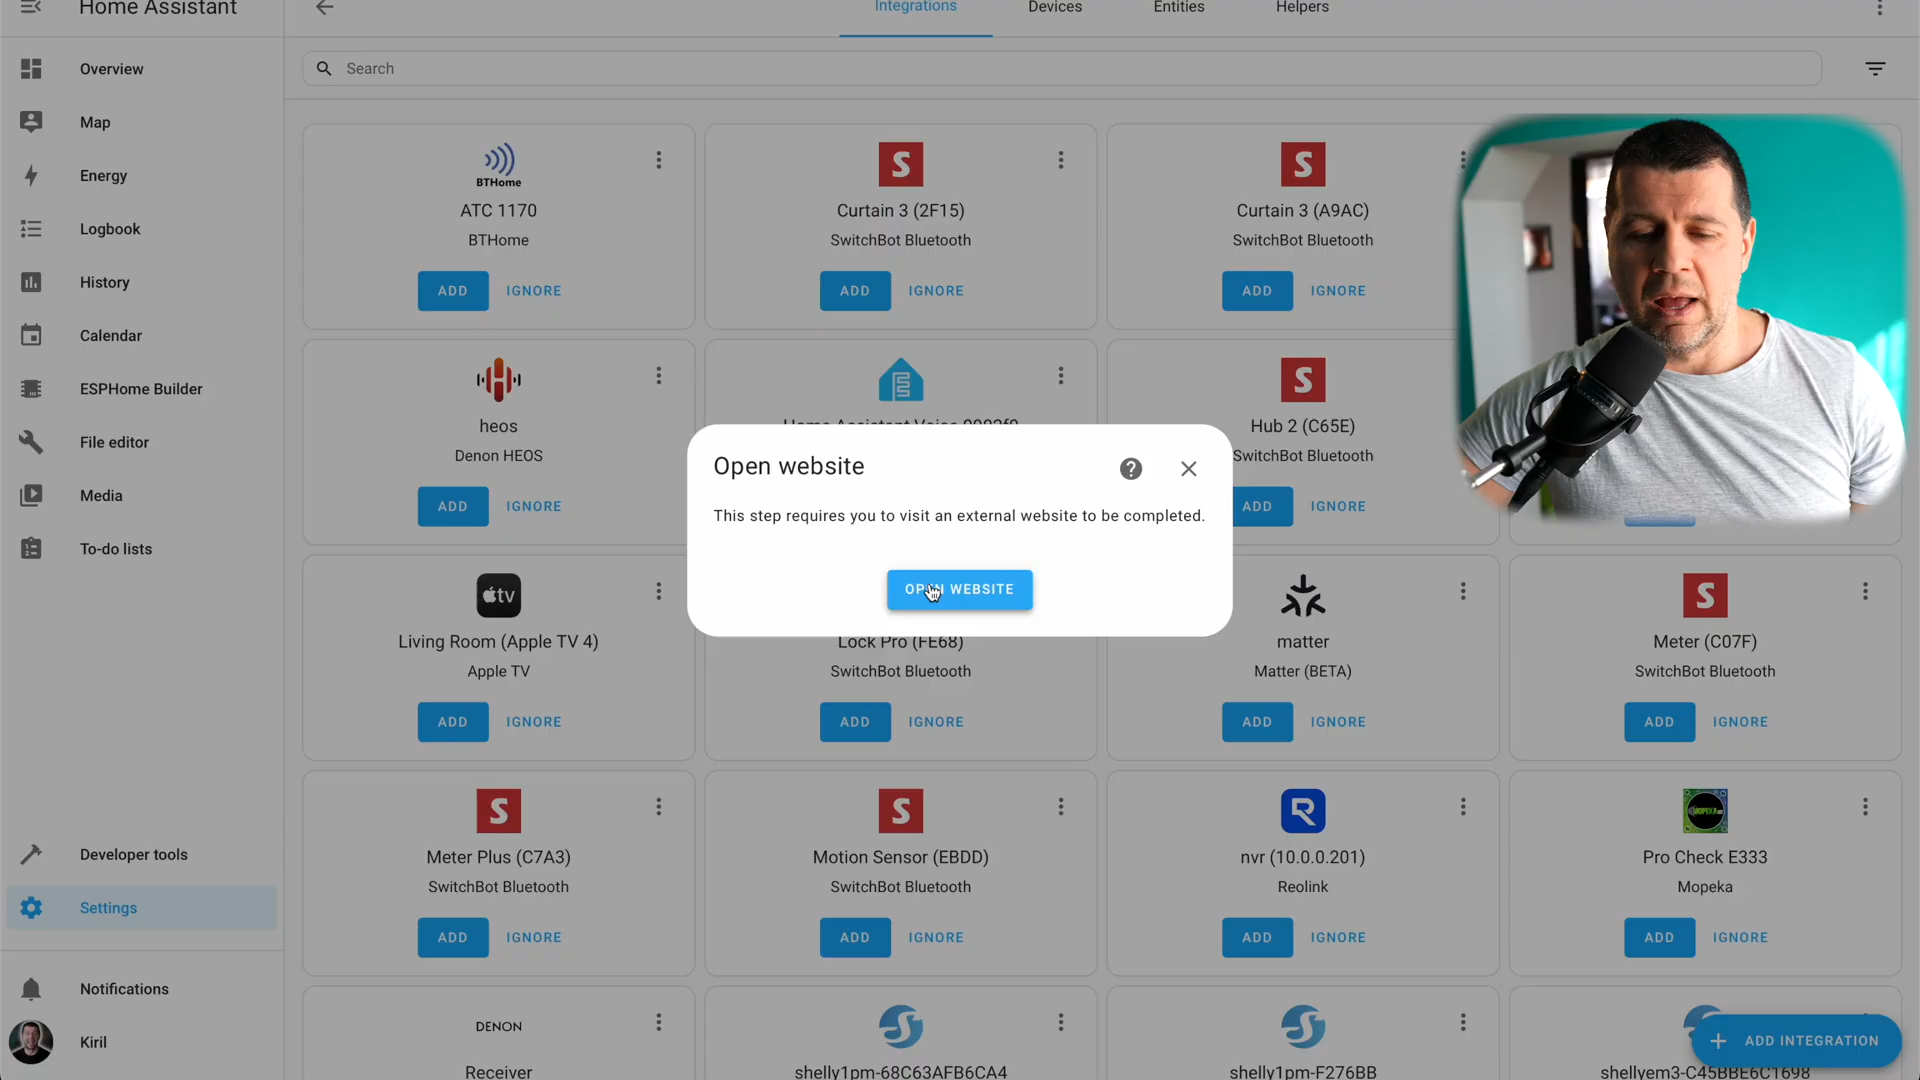 Home Assistant
Integrations
Devices
Entities
Helpers
Search
Overview
Map
Energy
Logbook
History
Calendar
ESPHome Builder
File editor
Media
To-do lists
Developer tools
Settings
Notifications
Kiril
BTHome
ATC 1170
BTHome
ADD IGNORE
S
Curtain 3 (2F15)
SwitchBot Bluetooth
ADD IGNORE
S
Curtain 3 (A9AC)
SwitchBot Bluetooth
ADD IGNORE
heos
Denon HEOS
ADD IGNORE
S
Hub 2 (C65E)
SwitchBot Bluetooth
ADD IGNORE
Open website
This step requires you to visit an external website to be completed.
OPEN WEBSITE
tv
Living Room (Apple TV 4)
Apple TV
ADD IGNORE
Lock Pro (FE68)
SwitchBot Bluetooth
ADD IGNORE
matter
Matter (BETA)
ADD IGNORE
S
Meter (C07F)
SwitchBot Bluetooth
ADD IGNORE
S
Meter Plus (C7A3)
SwitchBot Bluetooth
ADD IGNORE
S
Motion Sensor (EBDD)
SwitchBot Bluetooth
ADD IGNORE
R
nvr (10.0.0.201)
Reolink
ADD IGNORE
MOPEKA
Pro Check E333
Mopeka
ADD IGNORE
DENON
Receiver
shelly1pm-68C63AFB6CA4
shelly1pm-F276BB
shellyem3-C45BBE6C1698
ADD INTEGRATION